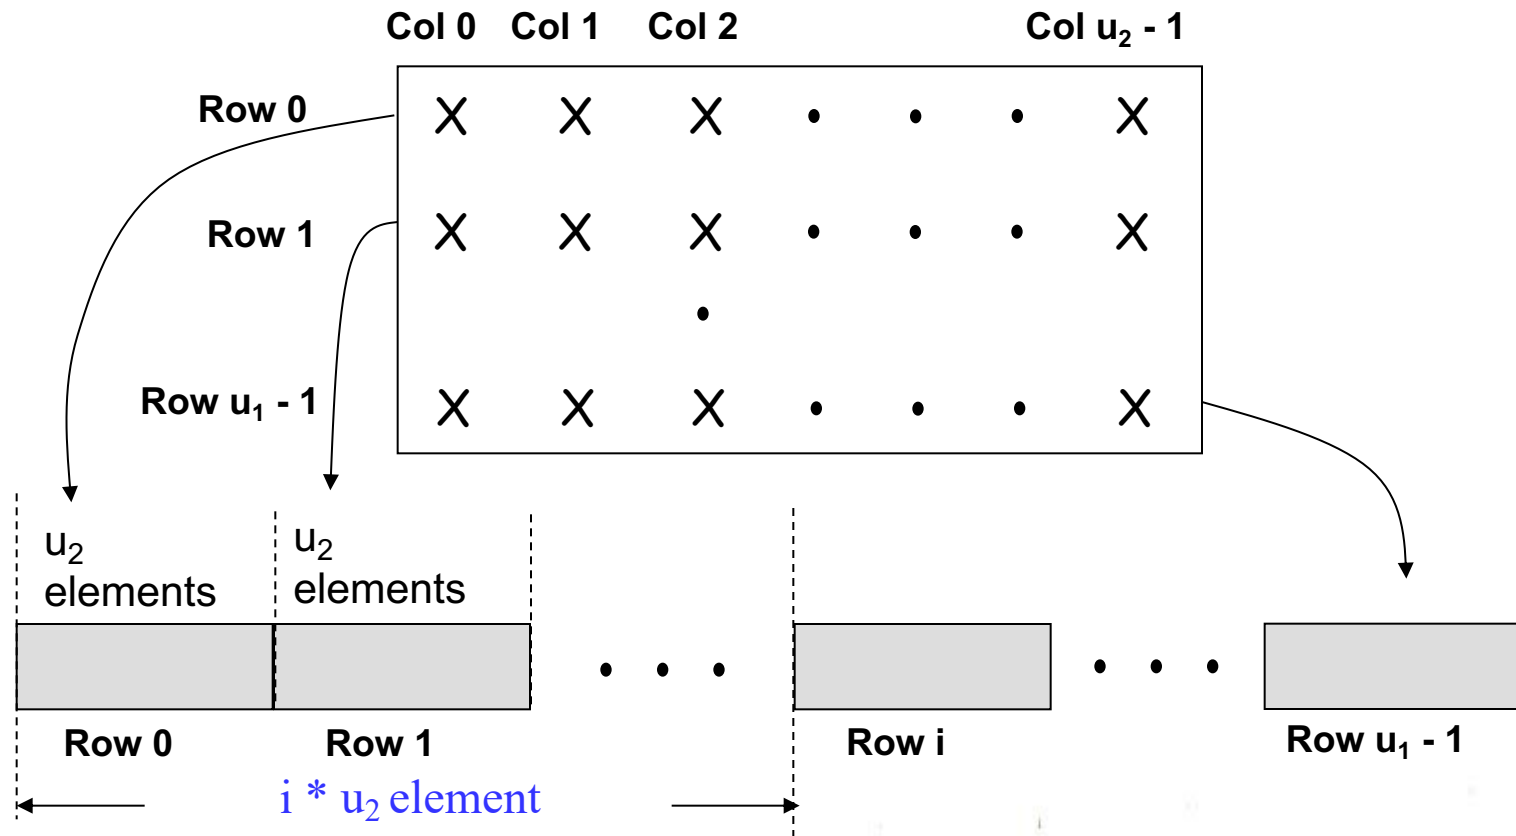 Col 0 Col 1 Col 2 Col u₂ - 1
Row 0
Row 1
Row u₁ - 1
u₂
elements
u₂
elements
Row 0 Row 1 Row i Row u₁ - 1
i * u₂ element